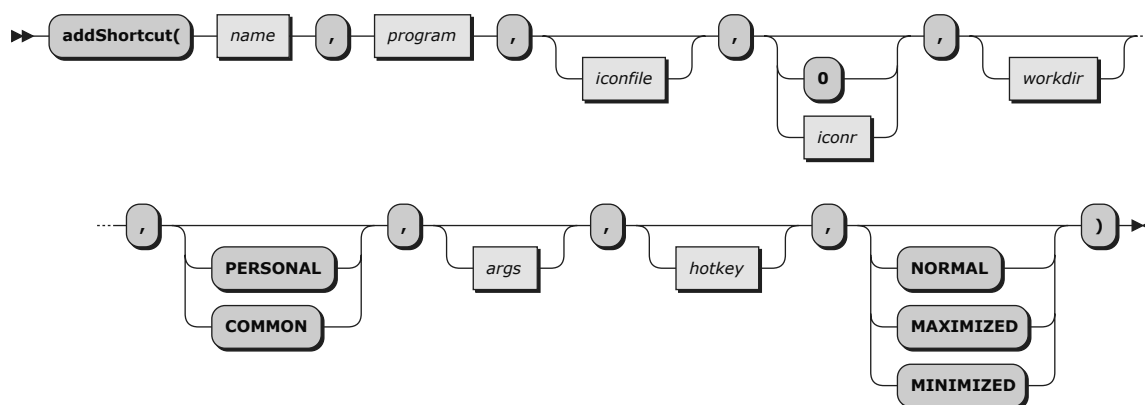 addShortcut( name , program , , , 
iconfile 0 workdir
iconr
, , , , )
PERSONAL args hotkey NORMAL
COMMON MAXIMIZED
MINIMIZED